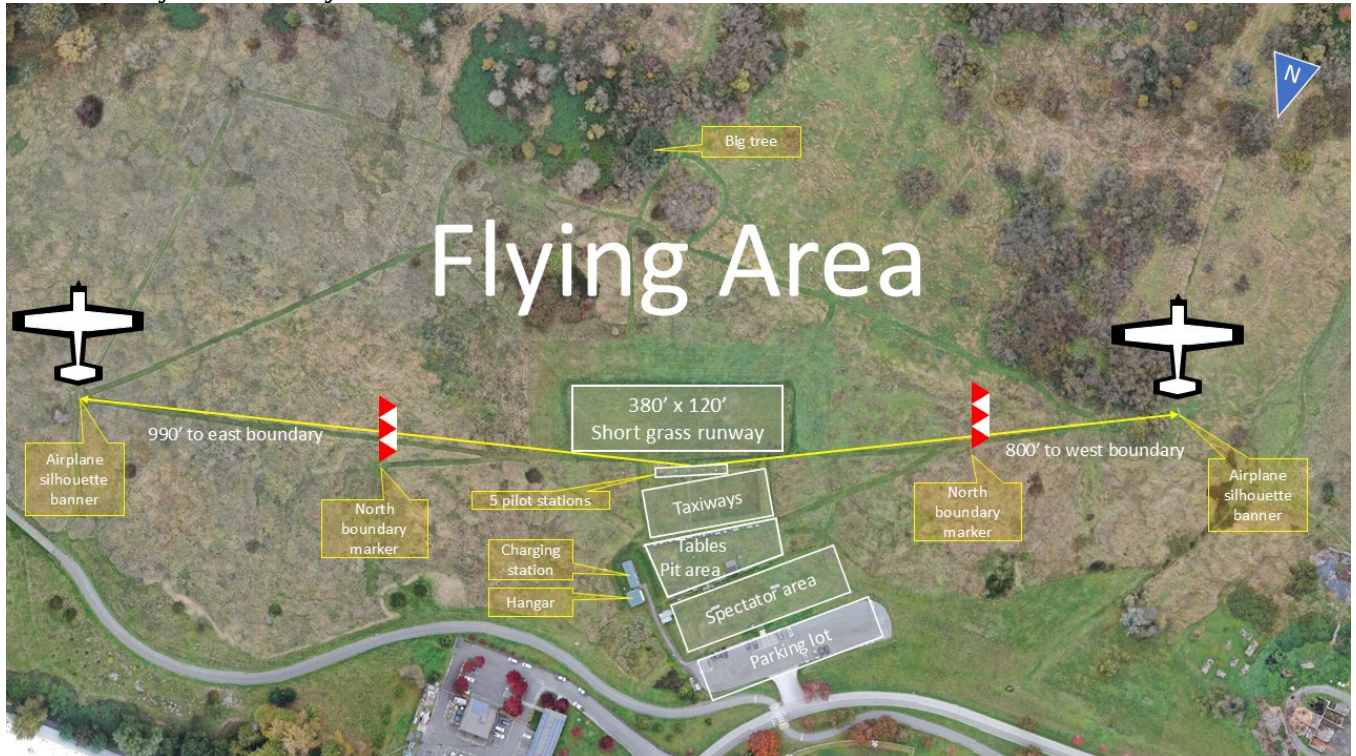 N
Big tree
Flying Area
380' x 120'
Short grass runway
990' to east boundary
800' to west boundary
Airplane
silhouette
banner
North
boundary
marker
5 pilot stations
Taxiways
North
boundary
marker
Airplane
silhouette
banner
Charging
station
Tables
Pit area
Hangar
Spectator area
Parking lot